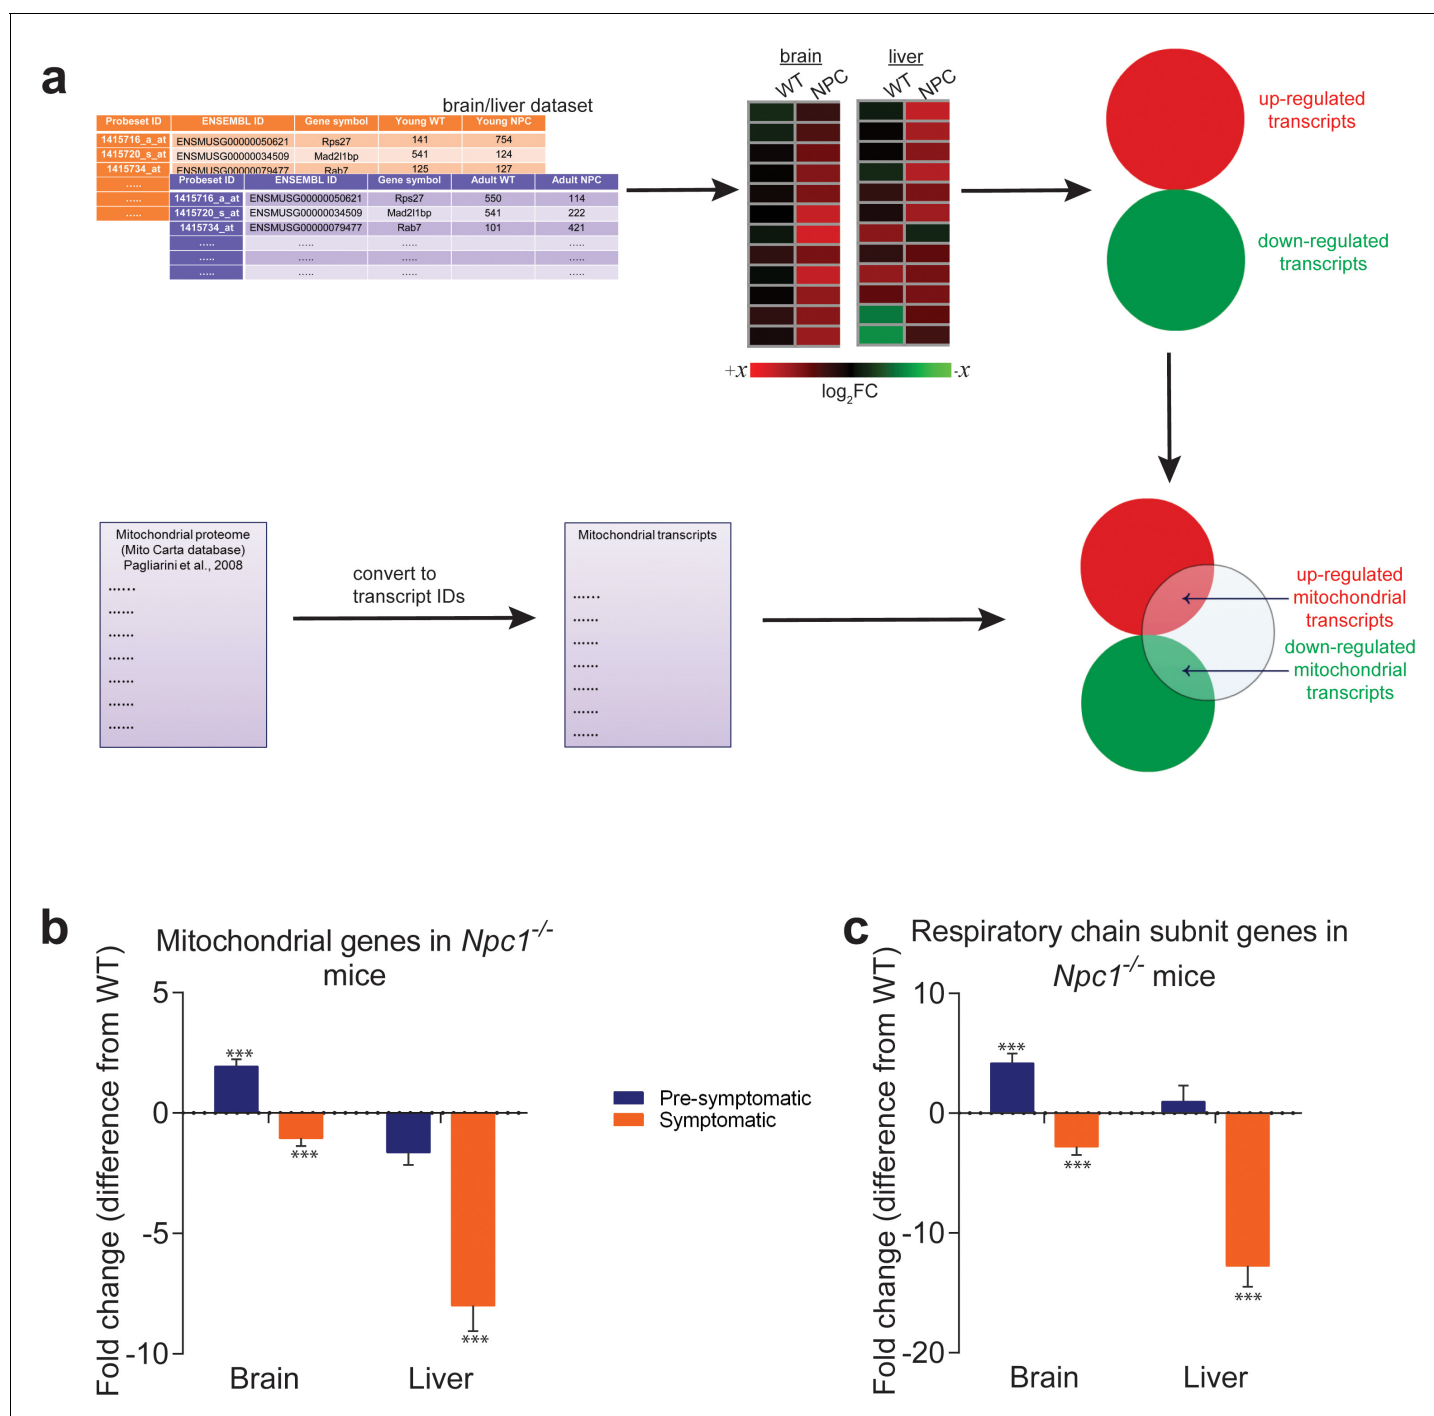 a
brain/liver dataset
Probeset ID ENSEMBL ID Gene symbol Young WT Young NPC
1415716_a_at ENSMUSG00000050621 Rps27 141 754
1415720_s_at ENSMUSG00000034509 Mad2l1bp 541 124
1415734_at ENSMUSG00000079477 Rab7 125 127
.....
.....
.....
Probeset ID ENSEMBL ID Gene symbol Adult WT Adult NPC
1415716_a_at ENSMUSG00000050621 Rps27 550 114
1415720_s_at ENSMUSG00000034509 Mad2l1bp 541 222
1415734_at ENSMUSG00000079477 Rab7 101 421
..... ..... ..... .....
..... ..... ..... .....
..... ..... ..... .....
brain liver
WT NPC WT NPC
+x -x
log2FC
up-regulated
transcripts
down-regulated
transcripts
Mitochondrial proteome
(Mito Carta database)
Pagliarini et al., 2008
......
......
......
......
......
......
......
convert to
transcript IDs
Mitochondrial transcripts
......
......
......
......
......
......
......
up-regulated
mitochondrial
transcripts
down-regulated
mitochondrial
transcripts
b
Mitochondrial genes in Npc1-/-
mice
Fold change (difference from WT)
5
0
-5
-10
***
***
***
Brain Liver
Pre-symptomatic
Symptomatic
c
Respiratory chain subnit genes in
Npc1-/- mice
Fold change (difference from WT)
10
0
-10
-20
***
***
***
Brain Liver